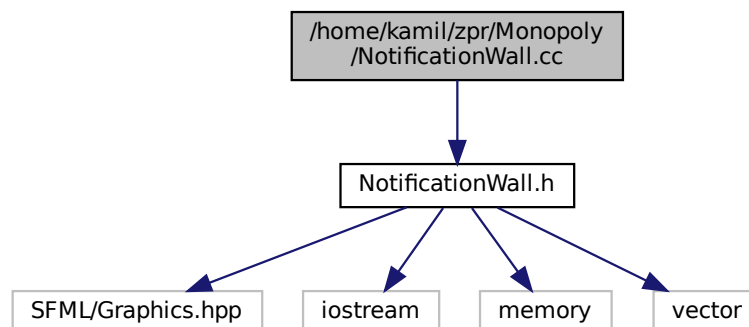 /home/kamil/zpr/Monopoly
/NotificationWall.cc
NotificationWall.h
SFML/Graphics.hpp
iostream
memory
vector